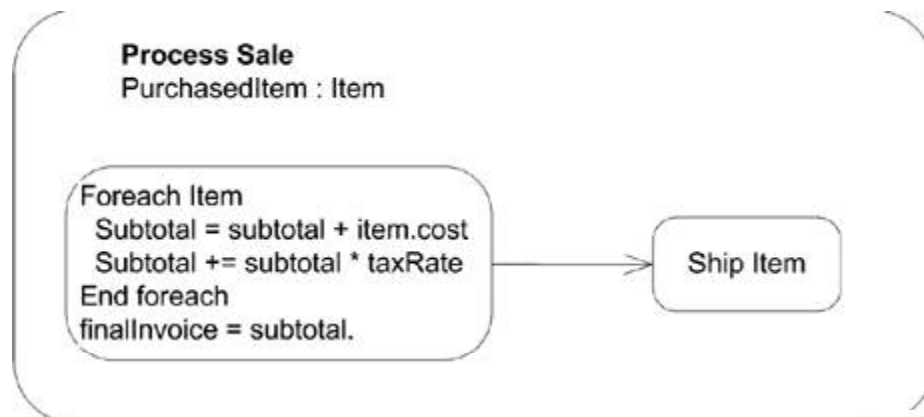 Process Sale
PurchasedItem : Item
Foreach Item
Subtotal = subtotal + item.cost
Subtotal += subtotal * taxRate
End foreach
finalInvoice = subtotal.
Ship Item